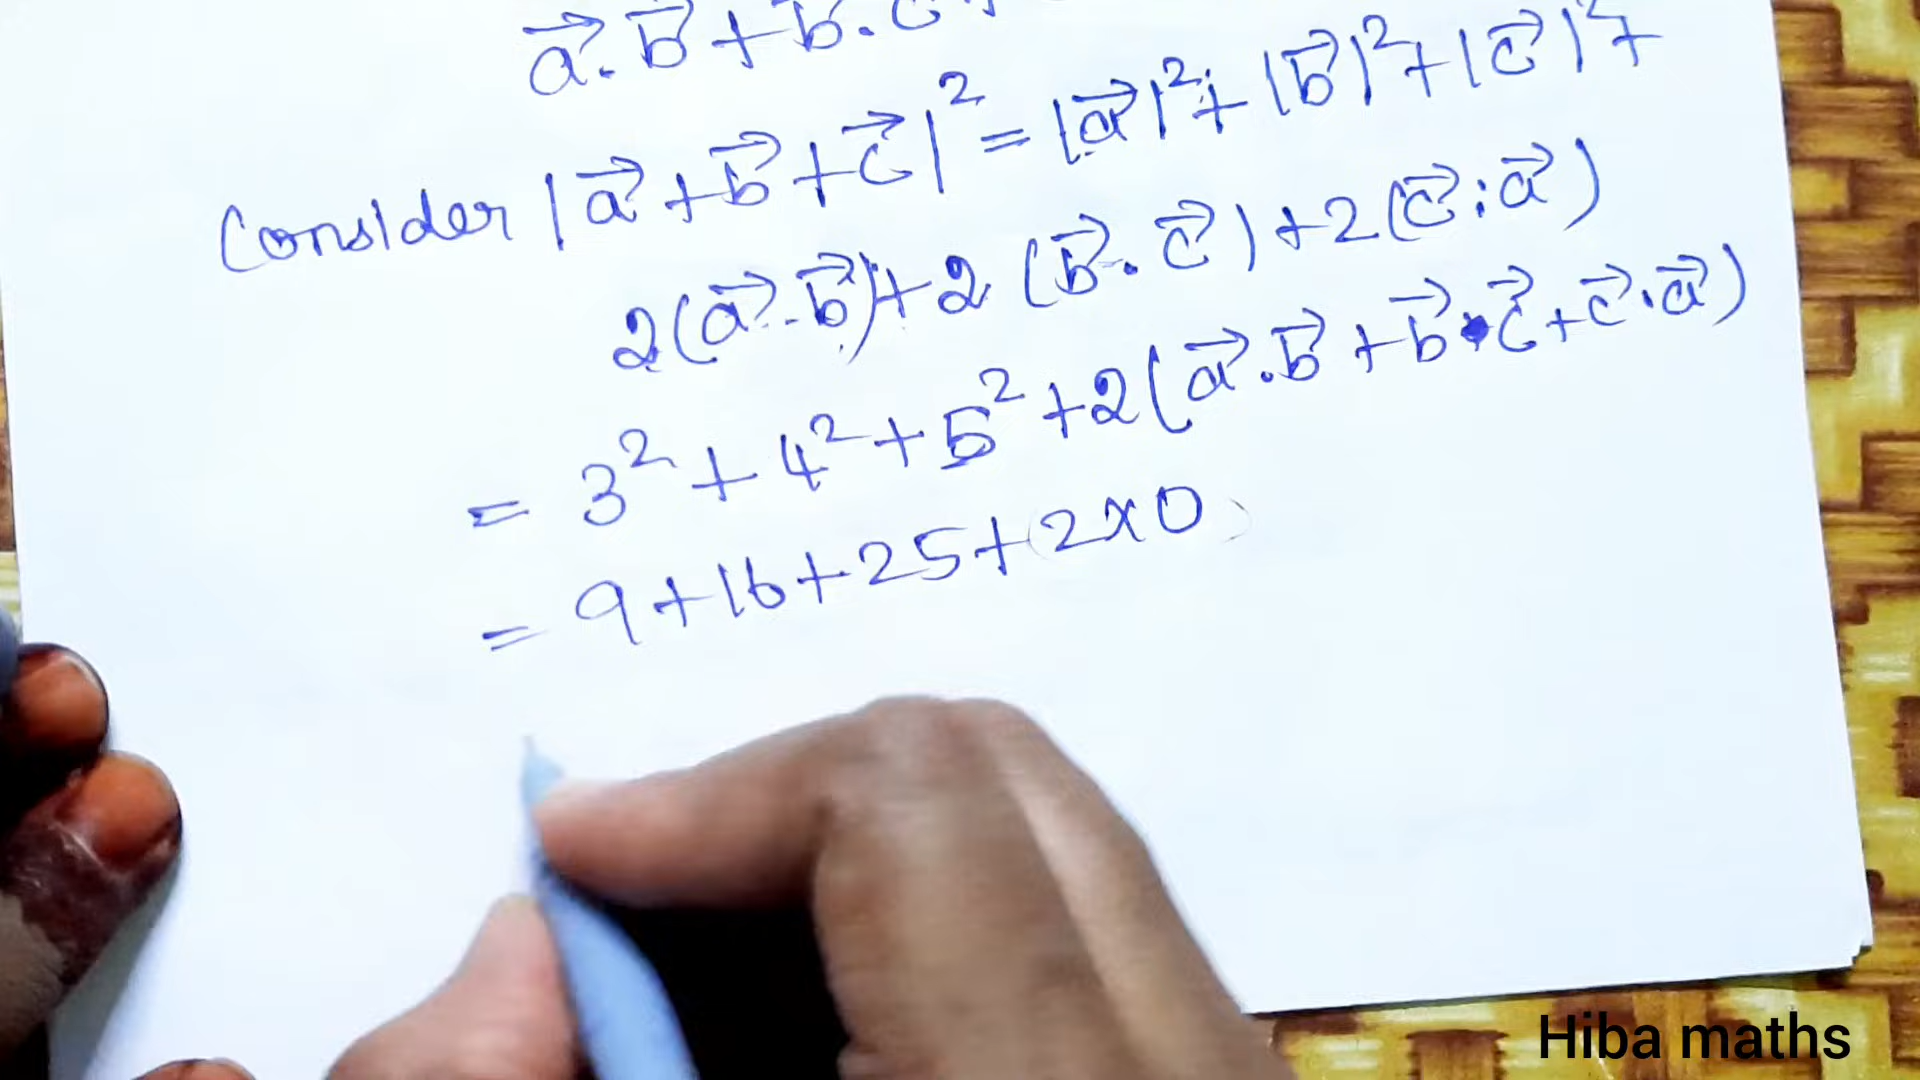 a⃗.b⃗+b⃗.c⃗+
Consider |a⃗+b⃗+c⃗|²=|a⃗|²+|b⃗|²+|c⃗|²+
2(a⃗.b⃗)+2(b⃗.c⃗)+2(c⃗.a⃗)
= 3²+4²+5²+2(a⃗.b⃗+b⃗.c⃗+c⃗.a⃗)
= 9+16+25+2×0
Hiba maths